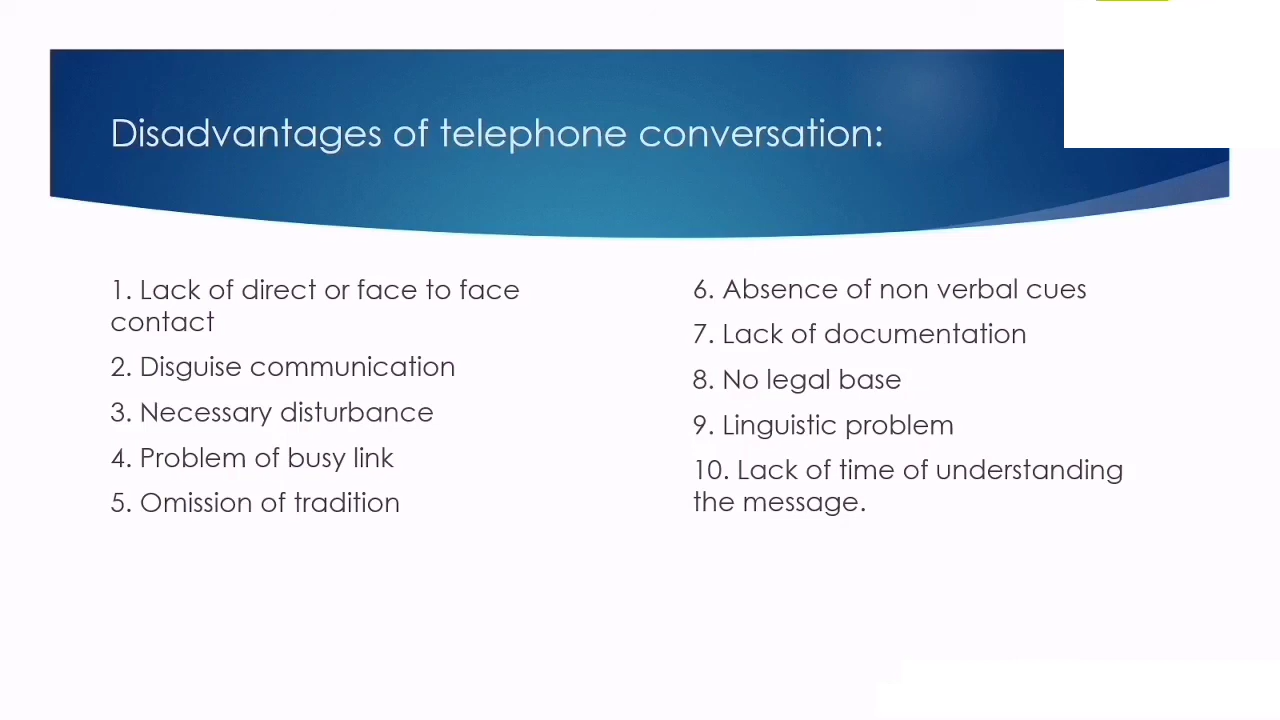 Disadvantages of telephone conversation:
1. Lack of direct or face to face
contact
2. Disguise communication
3. Necessary disturbance
4. Problem of busy link
5. Omission of tradition
6. Absence of non verbal cues
7. Lack of documentation
8. No legal base
9. Linguistic problem
10. Lack of time of understanding
the message.